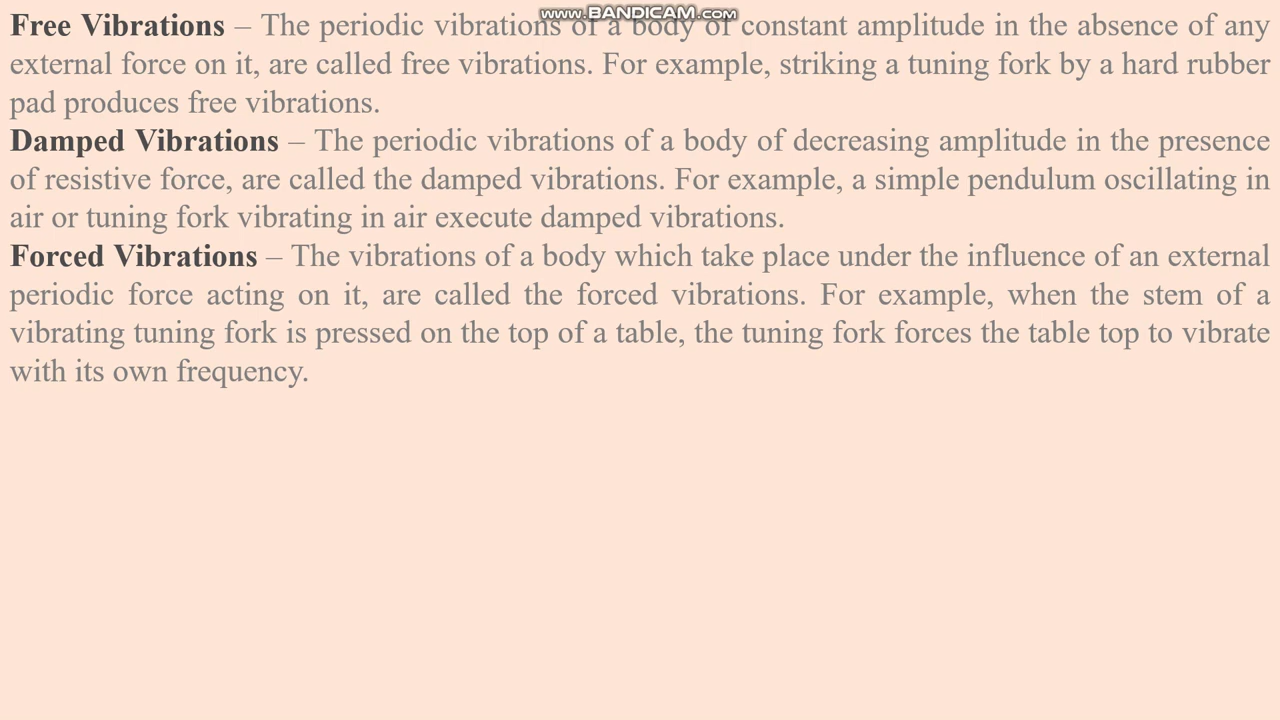 www.BANDICAM.com
Free Vibrations – The periodic vibrations of a body of constant amplitude in the absence of any
external force on it, are called free vibrations. For example, striking a tuning fork by a hard rubber
pad produces free vibrations.
Damped Vibrations – The periodic vibrations of a body of decreasing amplitude in the presence
of resistive force, are called the damped vibrations. For example, a simple pendulum oscillating in
air or tuning fork vibrating in air execute damped vibrations.
Forced Vibrations – The vibrations of a body which take place under the influence of an external
periodic force acting on it, are called the forced vibrations. For example, when the stem of a
vibrating tuning fork is pressed on the top of a table, the tuning fork forces the table top to vibrate
with its own frequency.